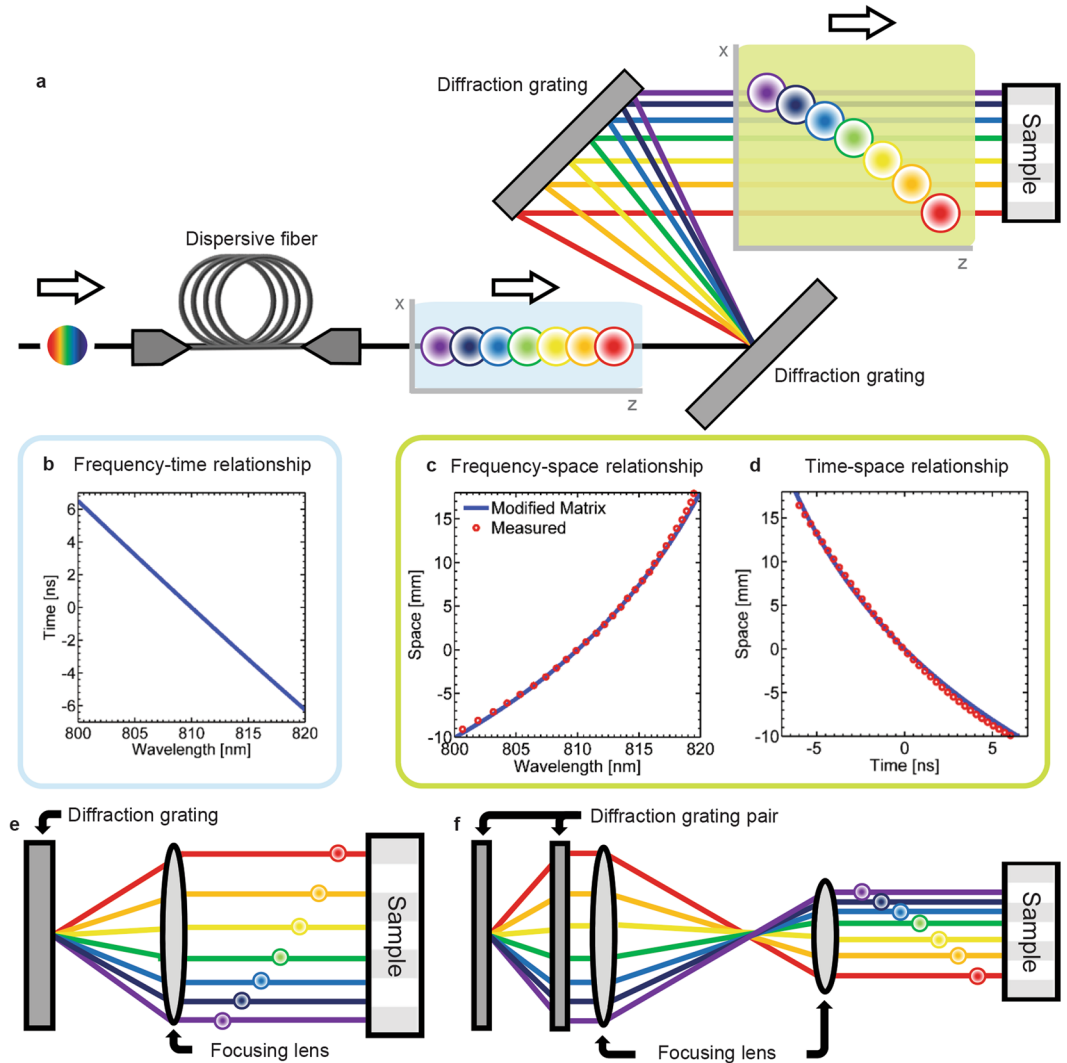 a
Diffraction grating
x
z
Sample
Dispersive fiber
x
z
Diffraction grating
b Frequency-time relationship
Time [ns]
6
4
2
0
-2
-4
-6
800 805 810 815 820
Wavelength [nm]
c Frequency-space relationship
Modified Matrix
Measured
Space [mm]
15
10
5
0
-5
-10
800 805 810 815 820
Wavelength [nm]
d Time-space relationship
Space [mm]
15
10
5
0
-5
-10
-5 0 5
Time [ns]
e
Diffraction grating
Sample
Focusing lens
f
Diffraction grating pair
Sample
Focusing lens